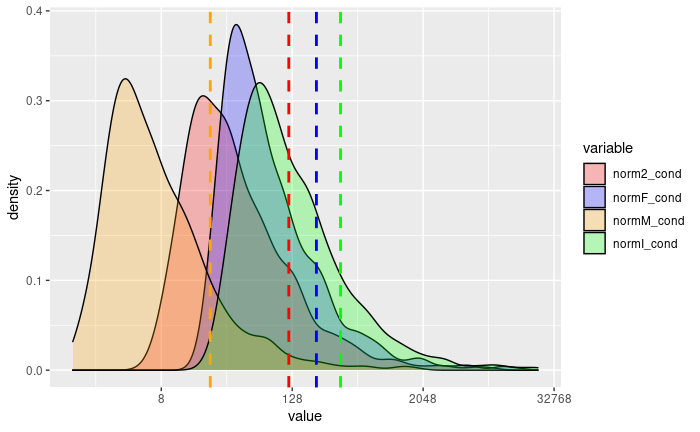 0.4
0.3
0.2
0.1
0.0
density
8
128
2048
32768
value
variable
norm2_cond
normF_cond
normM_cond
normI_cond